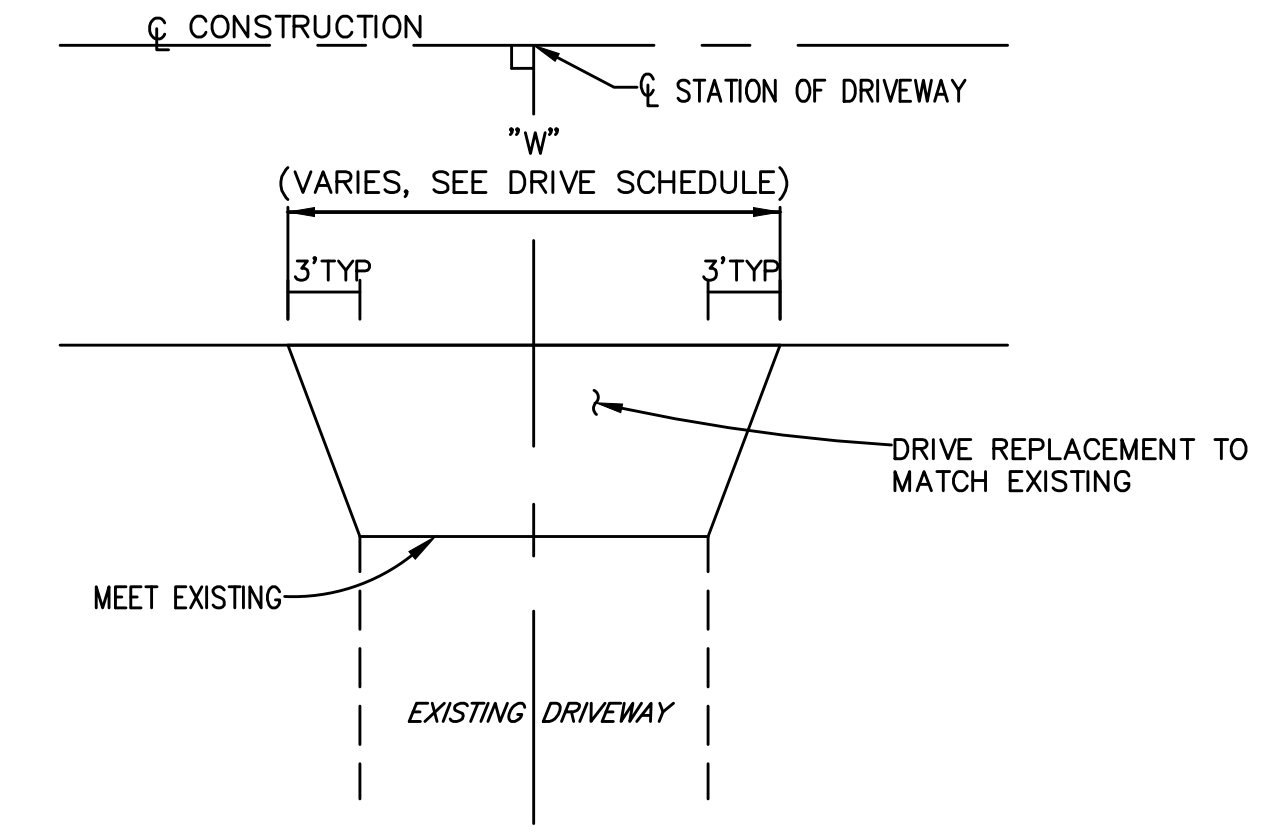 ℄ CONSTRUCTION
℄ STATION OF DRIVEWAY
"W"
(VARIES, SEE DRIVE SCHEDULE)
3'TYP
3'TYP
DRIVE REPLACEMENT TO
MATCH EXISTING
MEET EXISTING
EXISTING DRIVEWAY